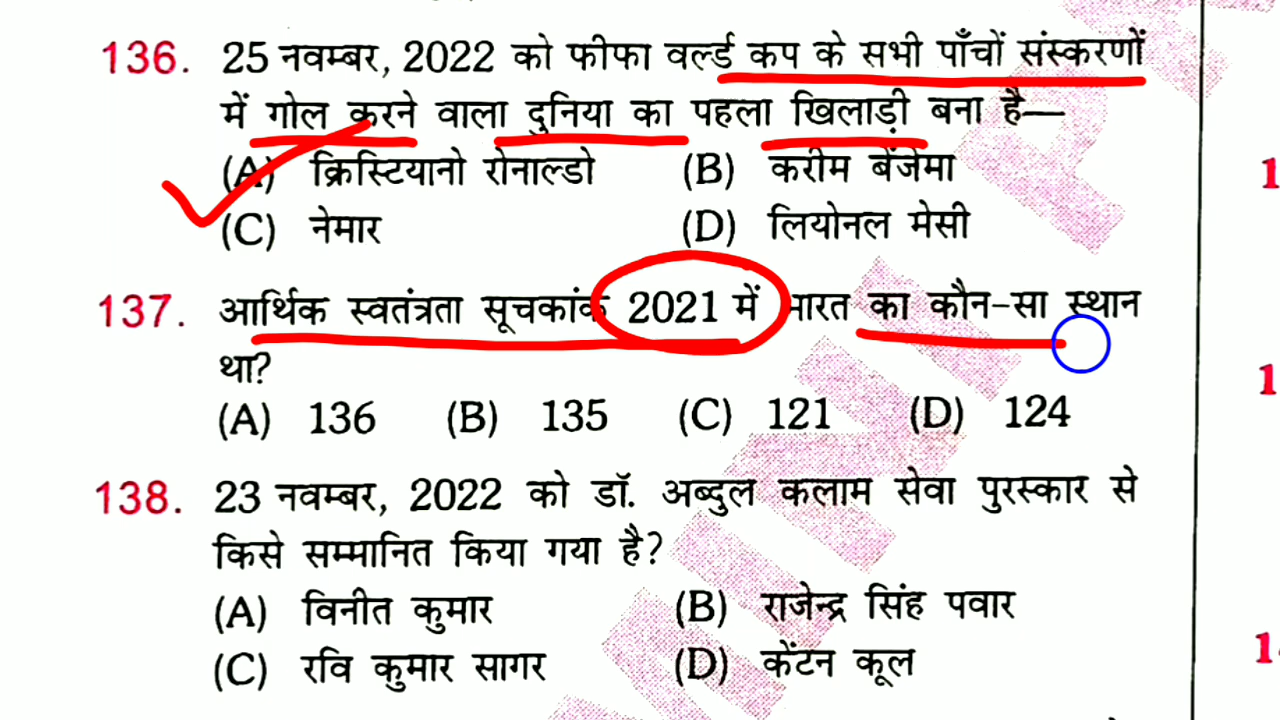 136. 25 नवम्बर, 2022 को फीफा वर्ल्ड कप के सभी पाँचों संस्करणों
में गोल करने वाला दुनिया का पहला खिलाड़ी बना है—
(A) क्रिस्टियानो रोनाल्डो (B) करीम बेंजेमा
(C) नेमार (D) लियोनल मेसी
137. आर्थिक स्वतंत्रता सूचकांक 2021 में भारत का कौन-सा स्थान
था?
(A) 136 (B) 135 (C) 121 (D) 124
138. 23 नवम्बर, 2022 को डॉ. अब्दुल कलाम सेवा पुरस्कार से
किसे सम्मानित किया गया है?
(A) विनीत कुमार (B) राजेन्द्र सिंह पवार
(C) रवि कुमार सागर (D) केंटन कूल